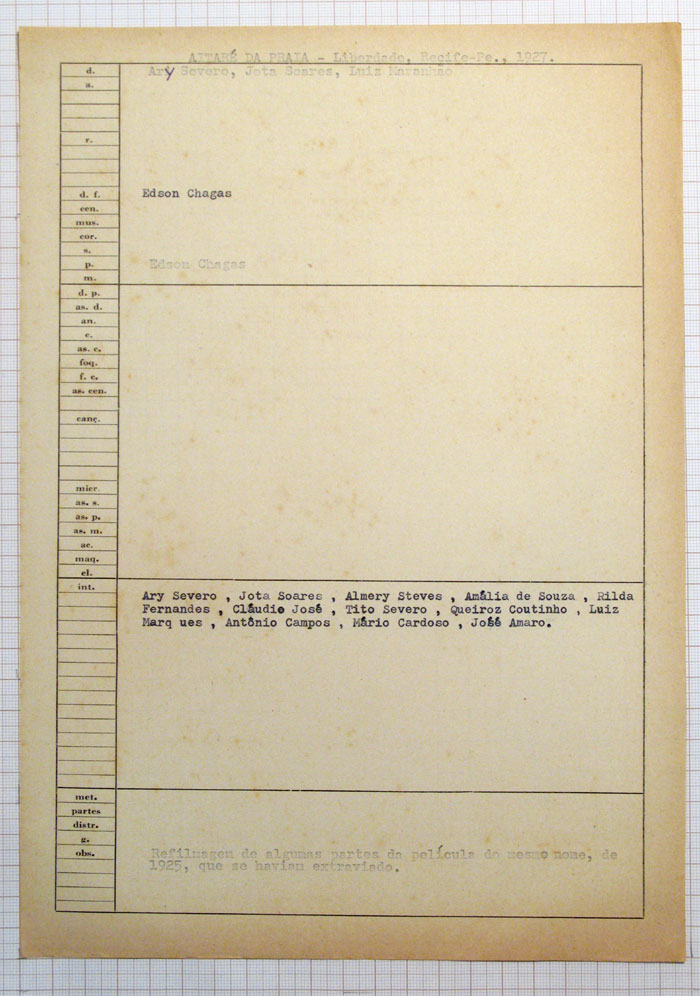 AITARÉ DA PRAIA - Liberdade, Recife-Pe., 1927.
d. Ary Severo, Jota Soares, Luiz Maranhão
a.
r.
d. f. Edson Chagas
cen.
mus.
cor.
s.
p. Edson Chagas
m.
d. p.
as. d.
an.
c.
as. c.
foq.
f. c.
as. cen.
canç.
micr.
as. s.
as. p.
as. m.
ac.
maq.
el.
int. Ary Severo , Jota Soares , Almery Steves , Amália de Souza , Rilda
Fernandes , Cláudio José , Tito Severo , Queiroz Coutinho , Luiz
Marq ues , Antônio Campos , Mário Cardoso , José Amaro.
met.
partes
distr.
g.
obs. Refilmagem de algumas partes da película do mesmo nome, de
1925, que se haviam extraviado.